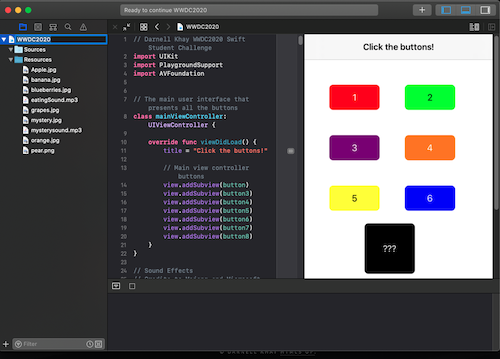 Ready to continue WWDC2020
WWDC2020
WWDC2020
Sources
Resources
Apple.jpg
banana.jpg
blueberries.jpg
eatingSound.mp3
grapes.jpg
mystery.jpg
mysterysound.mp3
orange.jpg
pear.png
Filter
1 // Darnell Khay WWDC2020 Swift
Student Challenge
2 import UIKit
3 import PlaygroundSupport
4 import AVFoundation
5
6
7 // The main user interface that
presents all the buttons
8 class mainViewController:
UIViewController {
9
10 override func viewDidLoad() {
11 title = "Click the buttons!"
12
13 // Main view controller
buttons
14 view.addSubview(button)
15 view.addSubview(button3)
16 view.addSubview(button4)
17 view.addSubview(button5)
18 view.addSubview(button6)
19 view.addSubview(button7)
20 view.addSubview(button8)
21 }
22 }
23
24 // Sound Effects
Click the buttons!
1
2
3
4
5
6
???